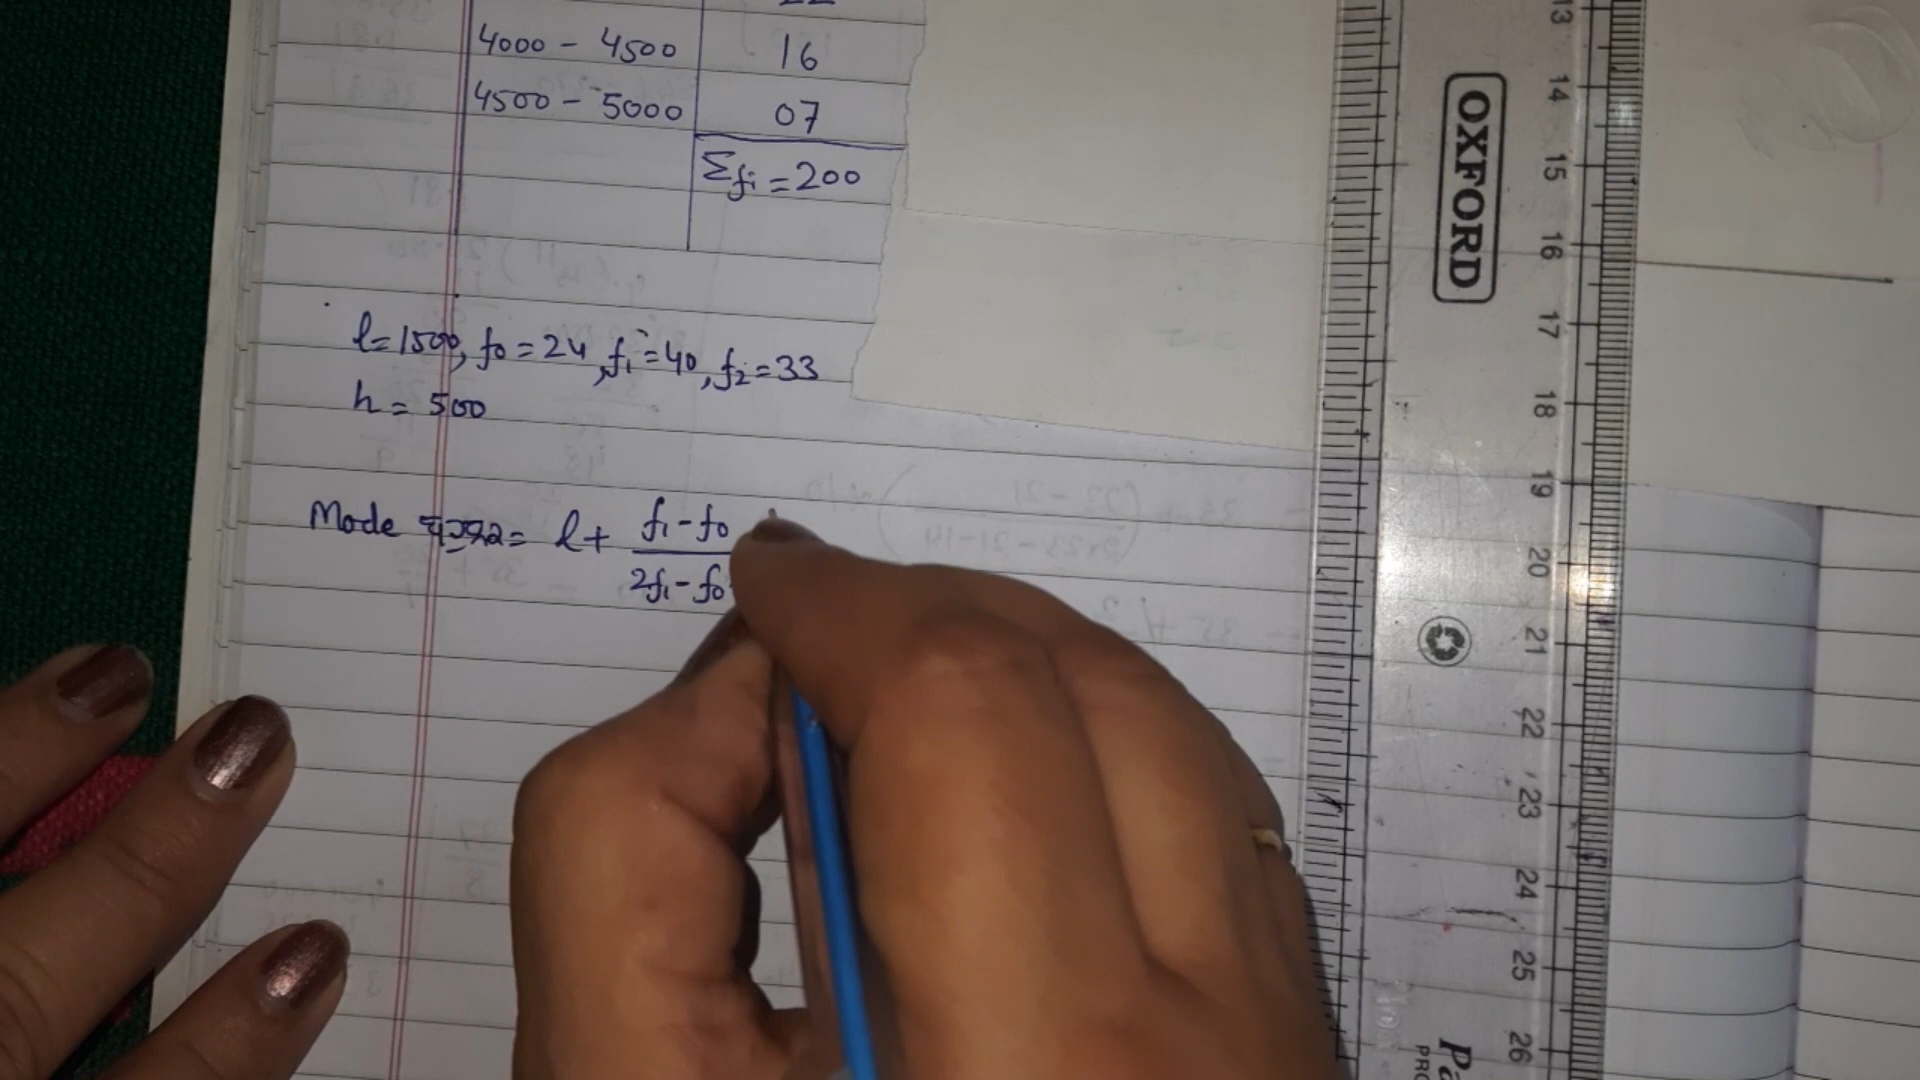 4000 - 4500 16
4500 - 5000 07
Σfi = 200
l = 1500, f0 = 24, f1 = 40, f2 = 33
h = 500
Mode = l + f1 - f0
2f1 - f0
OXFORD
13
14
15
16
17
18
19
20
21
22
23
24
25
26